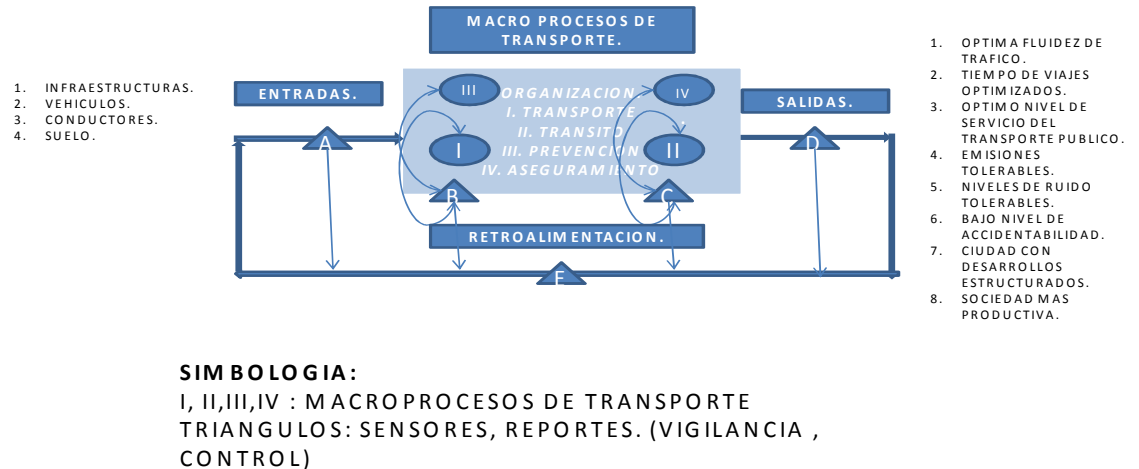 MACRO PROCESOS DE
TRANSPORTE.
1. INFRAESTRUCTURAS.
2. VEHICULOS.
3. CONDUCTORES.
4. SUELO.
ENTRADAS.
III
ORGANIZACION
IV
I. TRANSPORTE
II. TRANSITO
III. PREVENCION
IV. ASEGURAMIENTO
I
II
SALIDAS.
A
B
C
D
RETROALIMENTACION.
1. OPTIMA FLUIDEZ DE
TRAFICO.
2. TIEMPO DE VIAJES
OPTIMIZADOS.
3. OPTIMO NIVEL DE
SERVICIO DEL
TRANSPORTE PUBLICO.
4. EMISIONES
TOLERABLES.
5. NIVELES DE RUIDO
TOLERABLES.
6. BAJO NIVEL DE
ACCIDENTABILIDAD.
7. CIUDAD CON
DESARROLLOS
ESTRUCTURADOS.
8. SOCIEDAD MAS
PRODUCTIVA.
SIMBOLOGIA:
I, II,III,IV : MACROPROCESOS DE TRANSPORTE
TRIANGULOS: SENSORES, REPORTES. (VIGILANCIA ,
CONTROL)